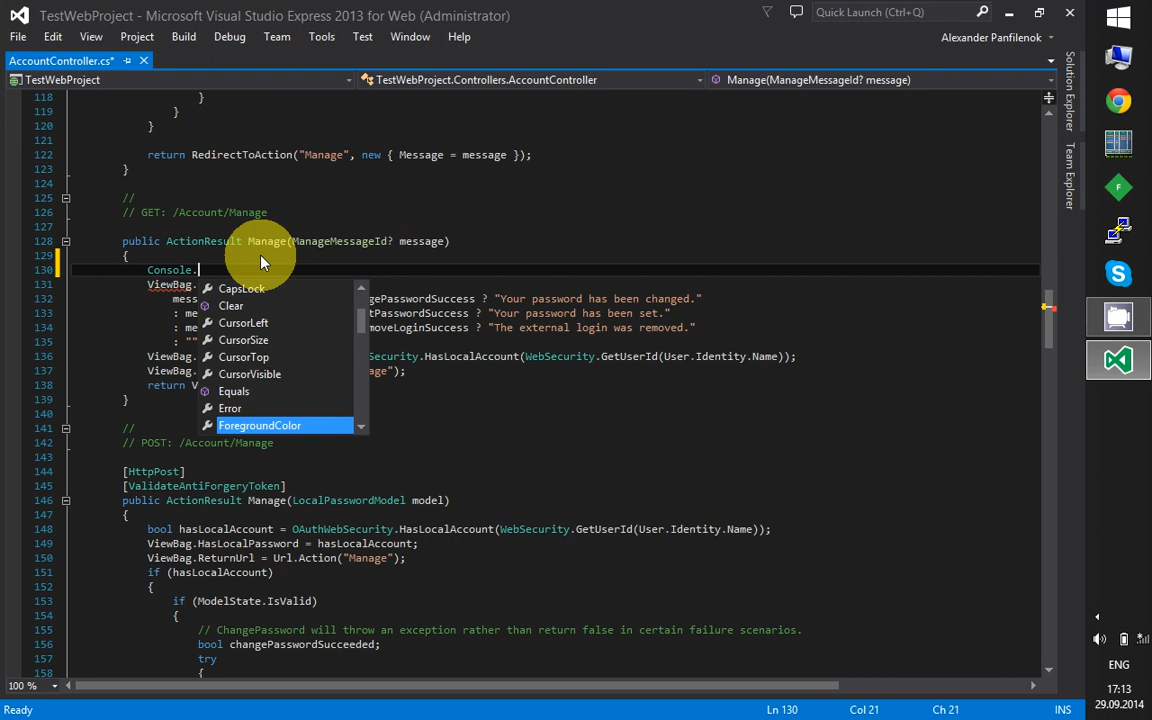 TestWebProject - Microsoft Visual Studio Express 2013 for Web (Administrator)
Quick Launch (Ctrl+Q)
File Edit View Project Build Debug Team Tools Test Window Help
Alexander Panfilenok
AccountController.cs*
TestWebProject
TestWebProject.Controllers.AccountController
Manage(ManageMessageId? message)
Solution Explorer
Team Explorer
118 }
119 }
120 }
121
122 return RedirectToAction("Manage", new { Message = message });
123 }
124
125 //
126 // GET: /Account/Manage
127
128 public ActionResult Manage(ManageMessageId? message)
129 {
130 Console.
131 ViewBag.
132 mess gePasswordSuccess ? "Your password has been changed."
133 : me tPasswordSuccess ? "Your password has been set."
134 : me moveLoginSuccess ? "The external login was removed."
135 : ""
136 ViewBag. Security.HasLocalAccount(WebSecurity.GetUserId(User.Identity.Name));
137 ViewBag. age");
138 return V
139 }
140
141 //
142 // POST: /Account/Manage
143
144 [HttpPost]
145 [ValidateAntiForgeryToken]
146 public ActionResult Manage(LocalPasswordModel model)
147 {
148 bool hasLocalAccount = OAuthWebSecurity.HasLocalAccount(WebSecurity.GetUserId(User.Identity.Name));
149 ViewBag.HasLocalPassword = hasLocalAccount;
150 ViewBag.ReturnUrl = Url.Action("Manage");
151 if (hasLocalAccount)
152 {
153 if (ModelState.IsValid)
154 {
155 // ChangePassword will throw an exception rather than return false in certain failure scenarios.
156 bool changePasswordSucceeded;
157 try
158 {
CapsLock
Clear
CursorLeft
CursorSize
CursorTop
CursorVisible
Equals
Error
ForegroundColor
100 %
Ready
Ln 130
Col 21
Ch 21
INS
F
ENG
17:13
29.09.2014